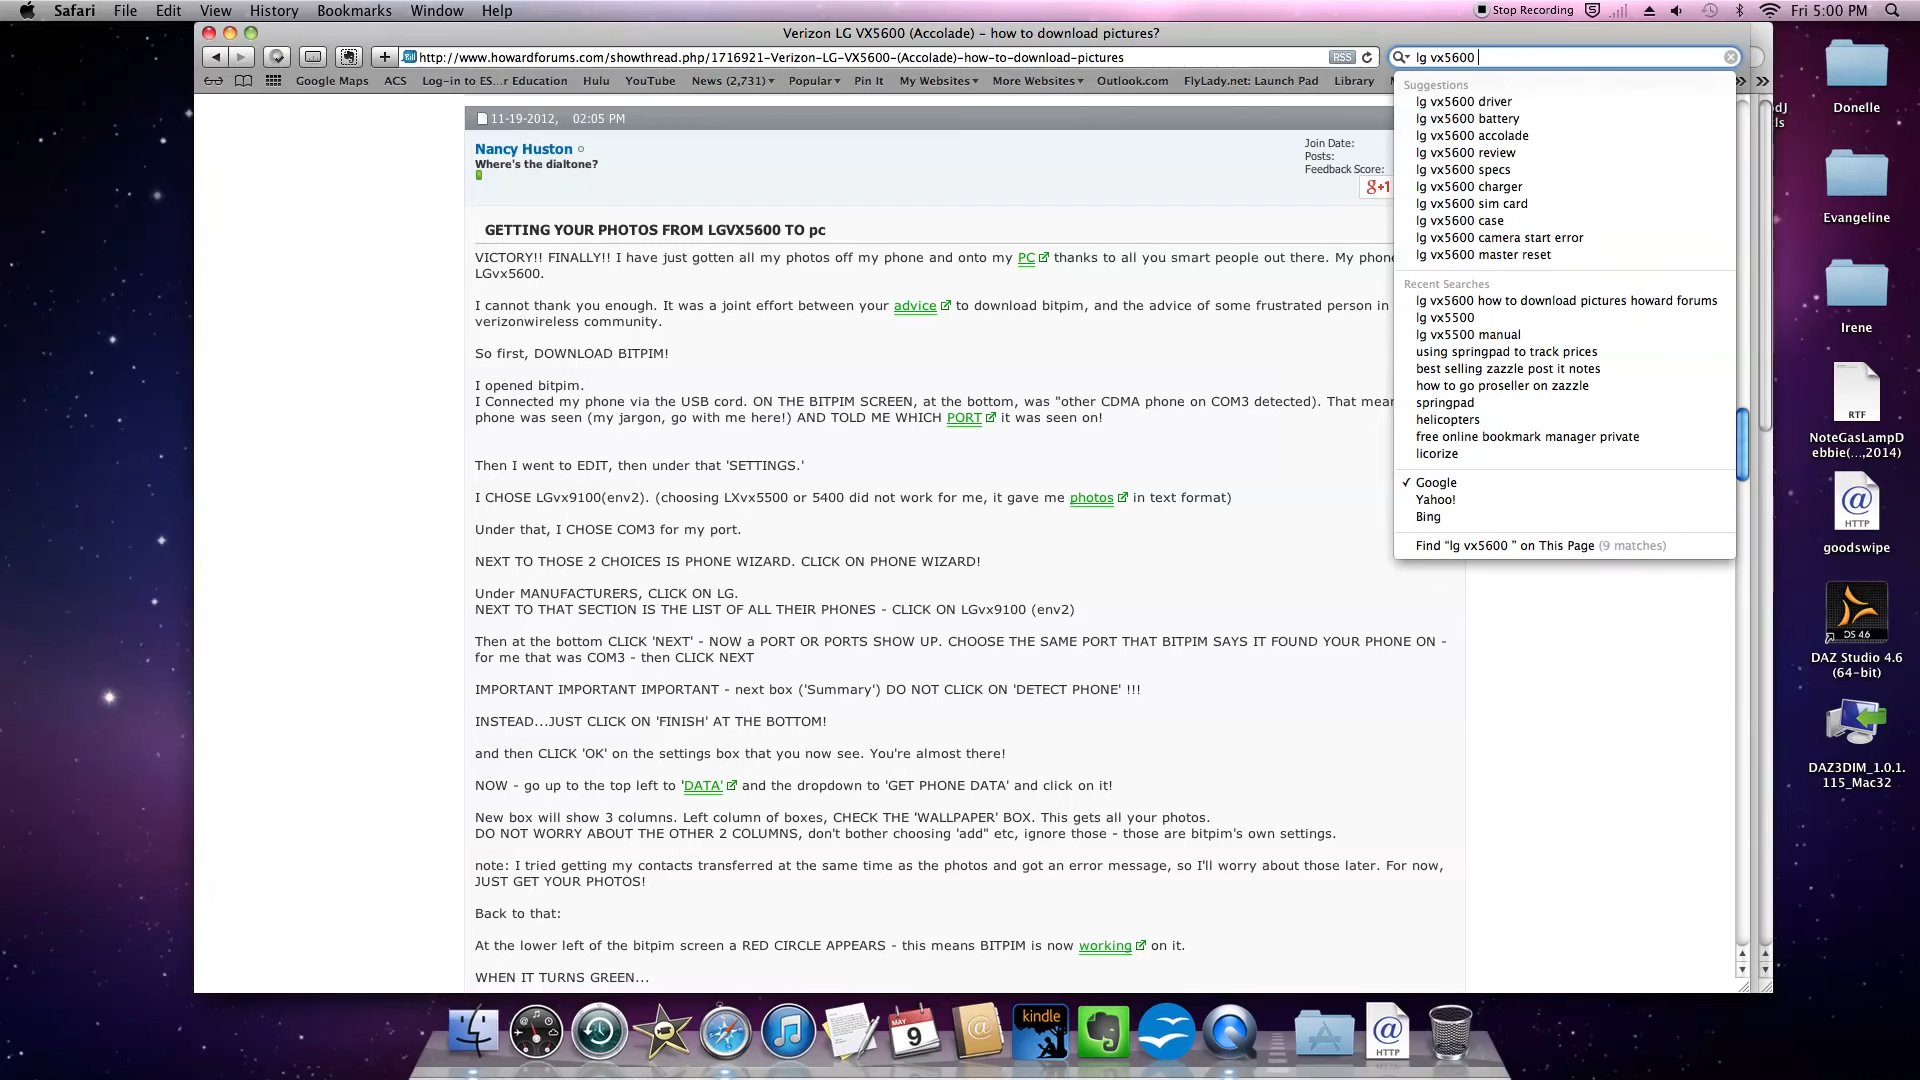 Safari File Edit View History Bookmarks Window Help Stop Recording Fri 5:00 PM
Verizon LG VX5600 (Accolade) – how to download pictures?
http://www.howardforums.com/showthread.php/1716921-Verizon-LG-VX5600-(Accolade)-how-to-download-pictures RSS lg vx5600
Google Maps ACS Log-in to ES...r Education Hulu YouTube News (2,731) Popular Pin It My Websites More Websites Outlook.com FlyLady.net: Launch Pad Library
11-19-2012, 02:05 PM
Nancy Huston
Where's the dialtone?
Join Date:
Posts:
Feedback Score:
g+1
GETTING YOUR PHOTOS FROM LGVX5600 TO pc
VICTORY!! FINALLY!! I have just gotten all my photos off my phone and onto my PC thanks to all you smart people out there. My phon
LGvx5600.
I cannot thank you enough. It was a joint effort between your advice to download bitpim, and the advice of some frustrated person in
verizonwireless community.
So first, DOWNLOAD BITPIM!
I opened bitpim.
I Connected my phone via the USB cord. ON THE BITPIM SCREEN, at the bottom, was "other CDMA phone on COM3 detected). That mear
phone was seen (my jargon, go with me here!) AND TOLD ME WHICH PORT it was seen on!
Then I went to EDIT, then under that 'SETTINGS.'
I CHOSE LGvx9100(env2). (choosing LXvx5500 or 5400 did not work for me, it gave me photos in text format)
Under that, I CHOSE COM3 for my port.
NEXT TO THOSE 2 CHOICES IS PHONE WIZARD. CLICK ON PHONE WIZARD!
Under MANUFACTURERS, CLICK ON LG.
NEXT TO THAT SECTION IS THE LIST OF ALL THEIR PHONES - CLICK ON LGvx9100 (env2)
Then at the bottom CLICK 'NEXT' - NOW a PORT OR PORTS SHOW UP. CHOOSE THE SAME PORT THAT BITPIM SAYS IT FOUND YOUR PHONE ON -
for me that was COM3 - then CLICK NEXT
IMPORTANT IMPORTANT IMPORTANT - next box ('Summary') DO NOT CLICK ON 'DETECT PHONE' !!!
INSTEAD...JUST CLICK ON 'FINISH' AT THE BOTTOM!
and then CLICK 'OK' on the settings box that you now see. You're almost there!
NOW - go up to the top left to 'DATA' and the dropdown to 'GET PHONE DATA' and click on it!
New box will show 3 columns. Left column of boxes, CHECK THE 'WALLPAPER' BOX. This gets all your photos.
DO NOT WORRY ABOUT THE OTHER 2 COLUMNS, don't bother choosing 'add" etc, ignore those - those are bitpim's own settings.
note: I tried getting my contacts transferred at the same time as the photos and got an error message, so I'll worry about those later. For now,
JUST GET YOUR PHOTOS!
Back to that:
At the lower left of the bitpim screen a RED CIRCLE APPEARS - this means BITPIM is now working on it.
WHEN IT TURNS GREEN...
Suggestions
lg vx5600 driver
lg vx5600 battery
lg vx5600 accolade
lg vx5600 review
lg vx5600 specs
lg vx5600 charger
lg vx5600 sim card
lg vx5600 case
lg vx5600 camera start error
lg vx5600 master reset
Recent Searches
lg vx5600 how to download pictures howard forums
lg vx5500
lg vx5500 manual
using springpad to track prices
best selling zazzle post it notes
how to go proseller on zazzle
springpad
helicopters
free online bookmark manager private
licorize
✓ Google
Yahoo!
Bing
Find “lg vx5600 ” on This Page (9 matches)
Donelle
Evangeline
Irene
RTF
NoteGasLampD
ebbie(...,2014)
HTTP
goodswipe
DS 4.6
DAZ Studio 4.6
(64-bit)
DAZ3DIM_1.0.1.
115_Mac32
MAY
9
kindle
HTTP